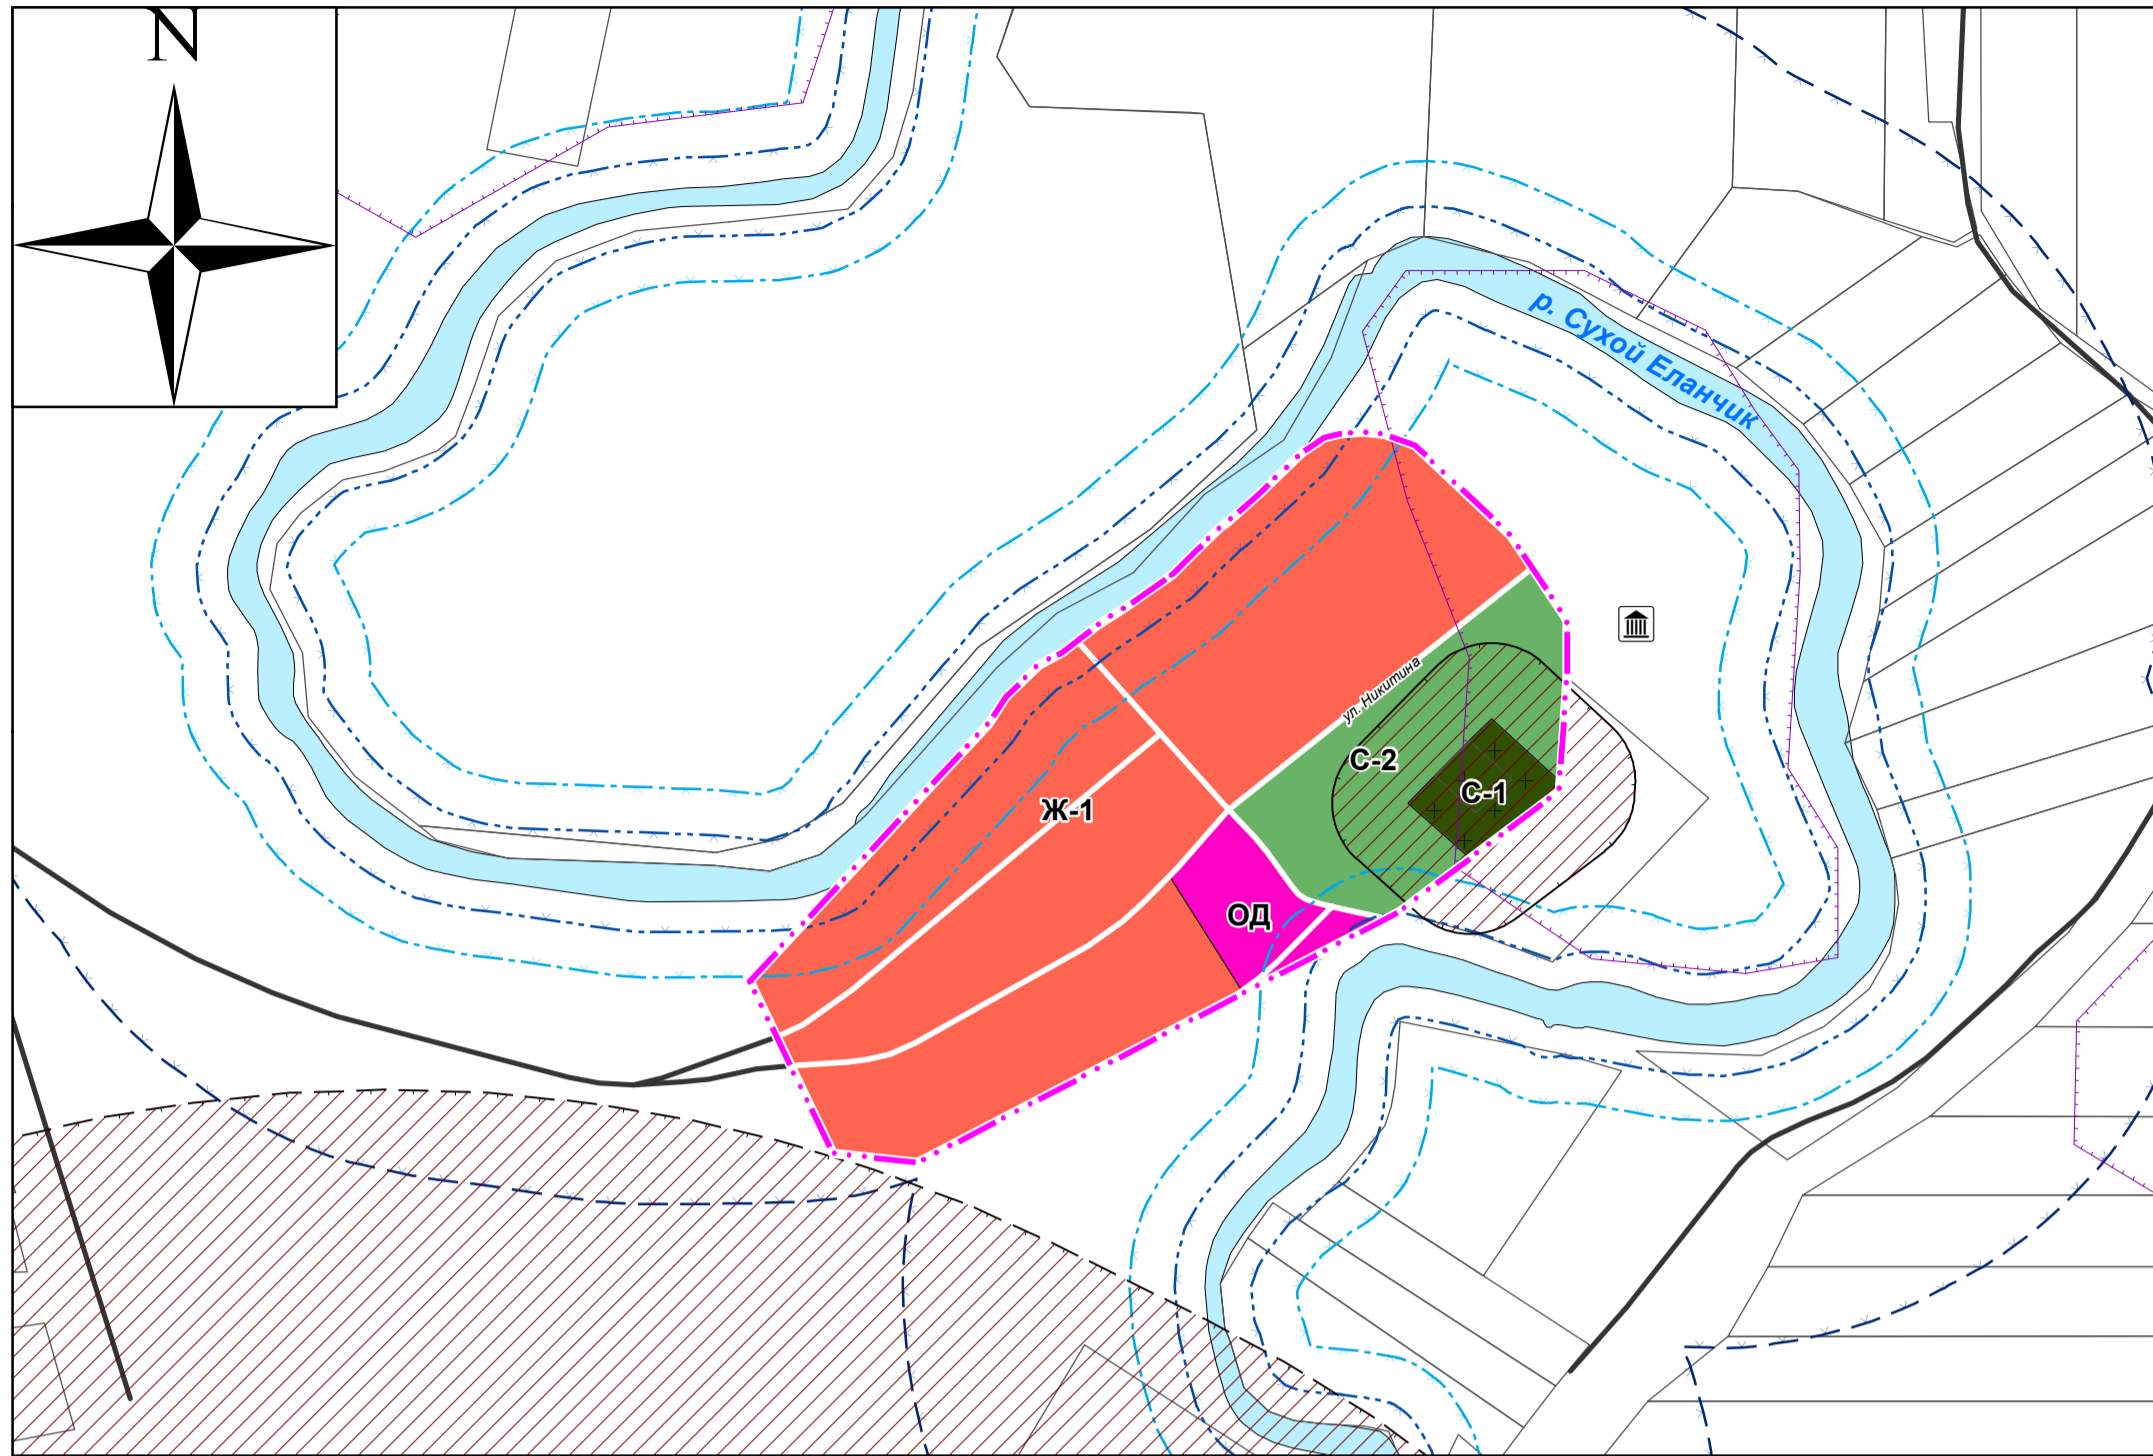 N
р. Сухой Еланчик
ул. Никитина
С-2
С-1
Ж-1
ОД